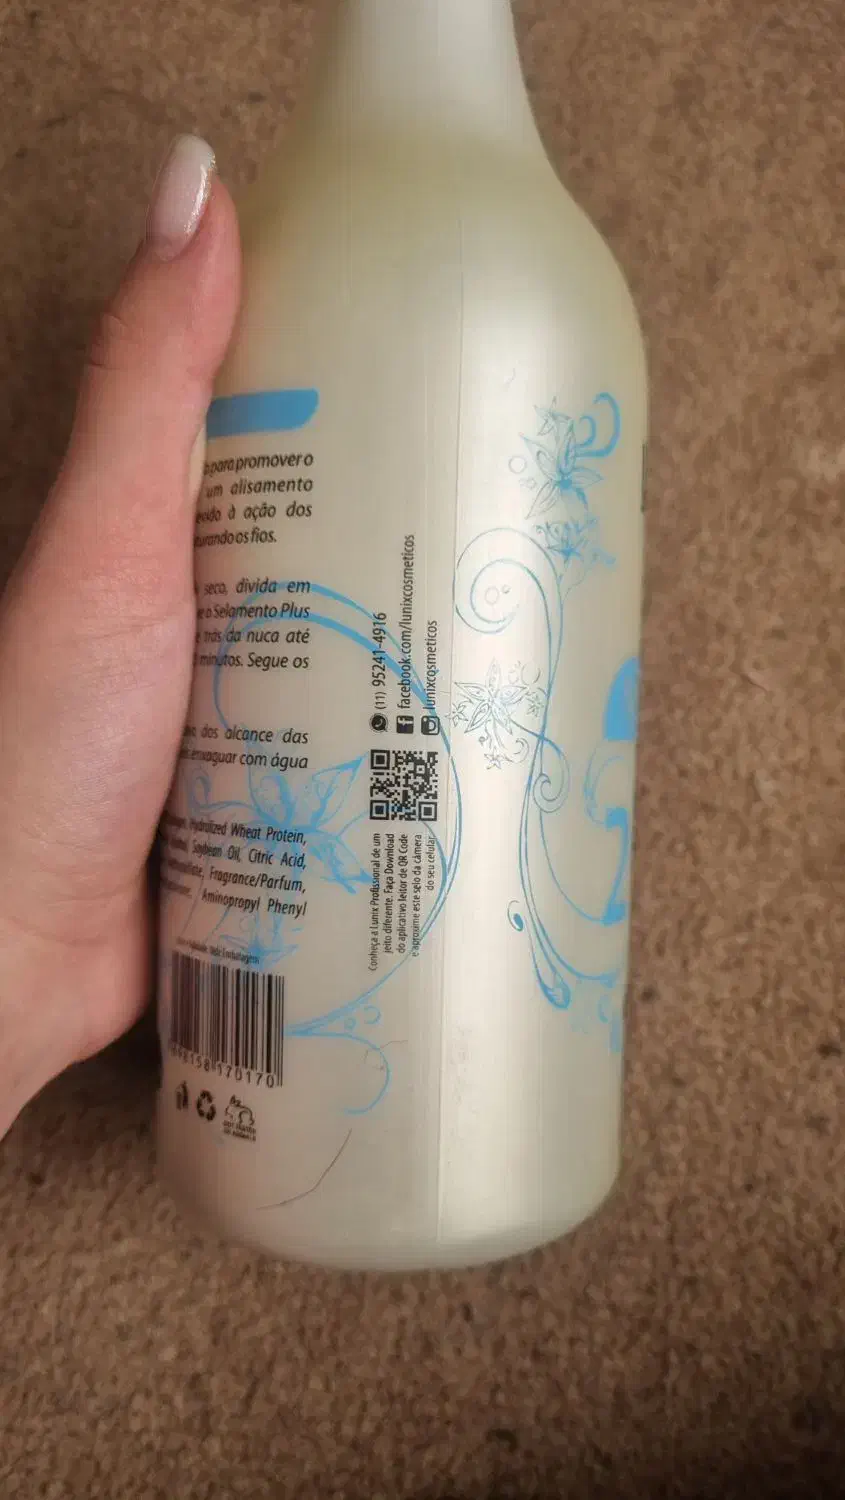 para promover o
um alisamento
à ação dos
os fios.
seco, divida em
o Selamento Plus
trás da nuca até
minutos. Segue os
dos alcance das
enxaguar com água
Hydrolized Wheat Protein,
Soybean Oil, Citric Acid,
Fragrance/Parfum,
Aminopropyl Phenyl
Embalagem
98158 170170
(11) 95241-4916
facebook.com/lunixcosmeticos
lunixcosmeticos
Conheça a Lunix Profissional de um
jeito diferente. Faça Download
do aplicativo leitor de QR Code
e aproxime este selo da câmera
do seu celular.